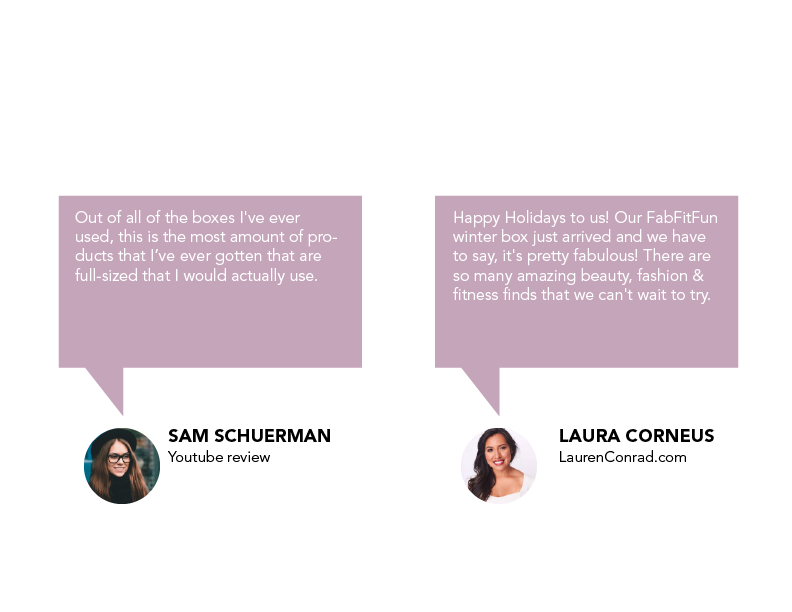 Out of all of the boxes I've ever
used, this is the most amount of pro-
ducts that I’ve ever gotten that are
full-sized that I would actually use.
SAM SCHUERMAN
Youtube review
Happy Holidays to us! Our FabFitFun
winter box just arrived and we have
to say, it's pretty fabulous! There are
so many amazing beauty, fashion &
fitness finds that we can't wait to try.
LAURA CORNEUS
LaurenConrad.com